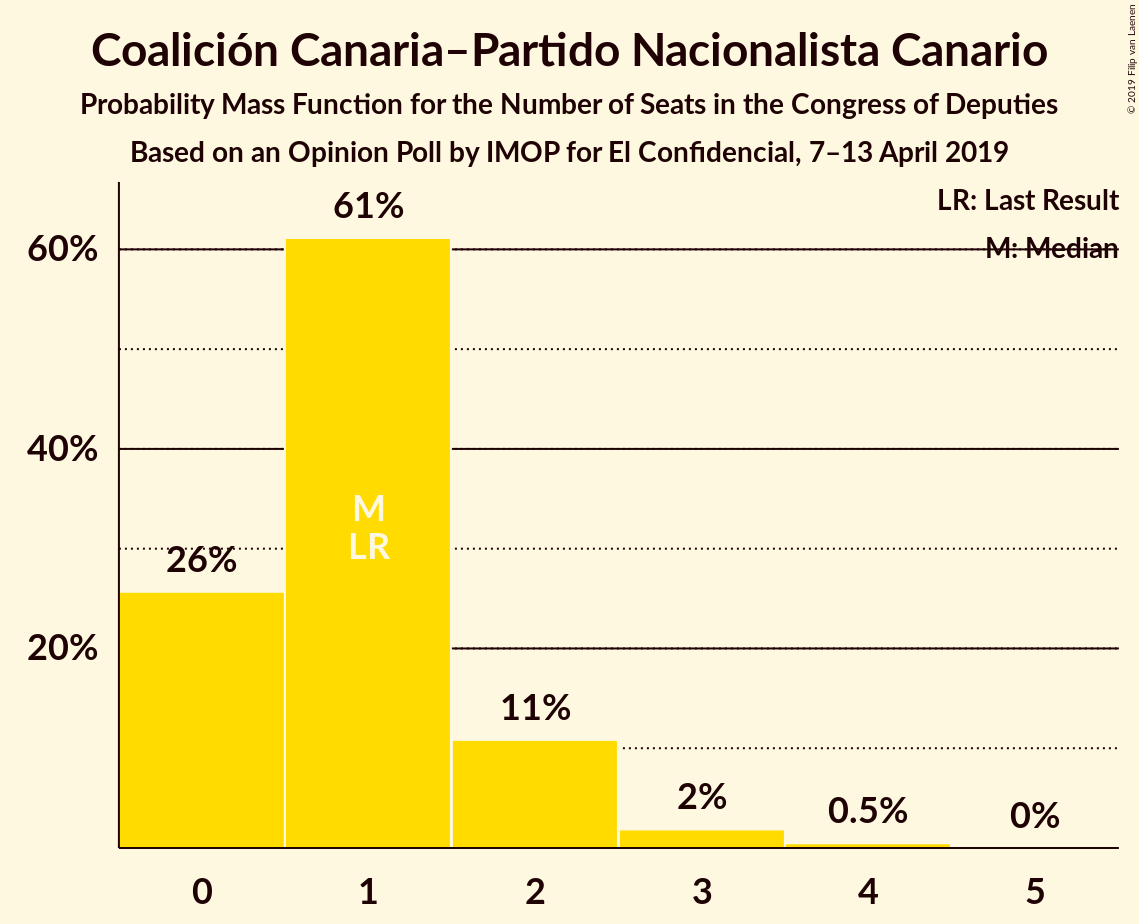 Coalición Canaria–Partido Nacionalista Canario
Probability Mass Function for the Number of Seats in the Congress of Deputies
Based on an Opinion Poll by IMOP for El Confidencial, 7–13 April 2019
© 2019 Filip van Laenen
LR: Last Result
M: Median
60%
40%
20%
26%
61%
M
LR
11%
2%
0.5%
0%
0 1 2 3 4 5